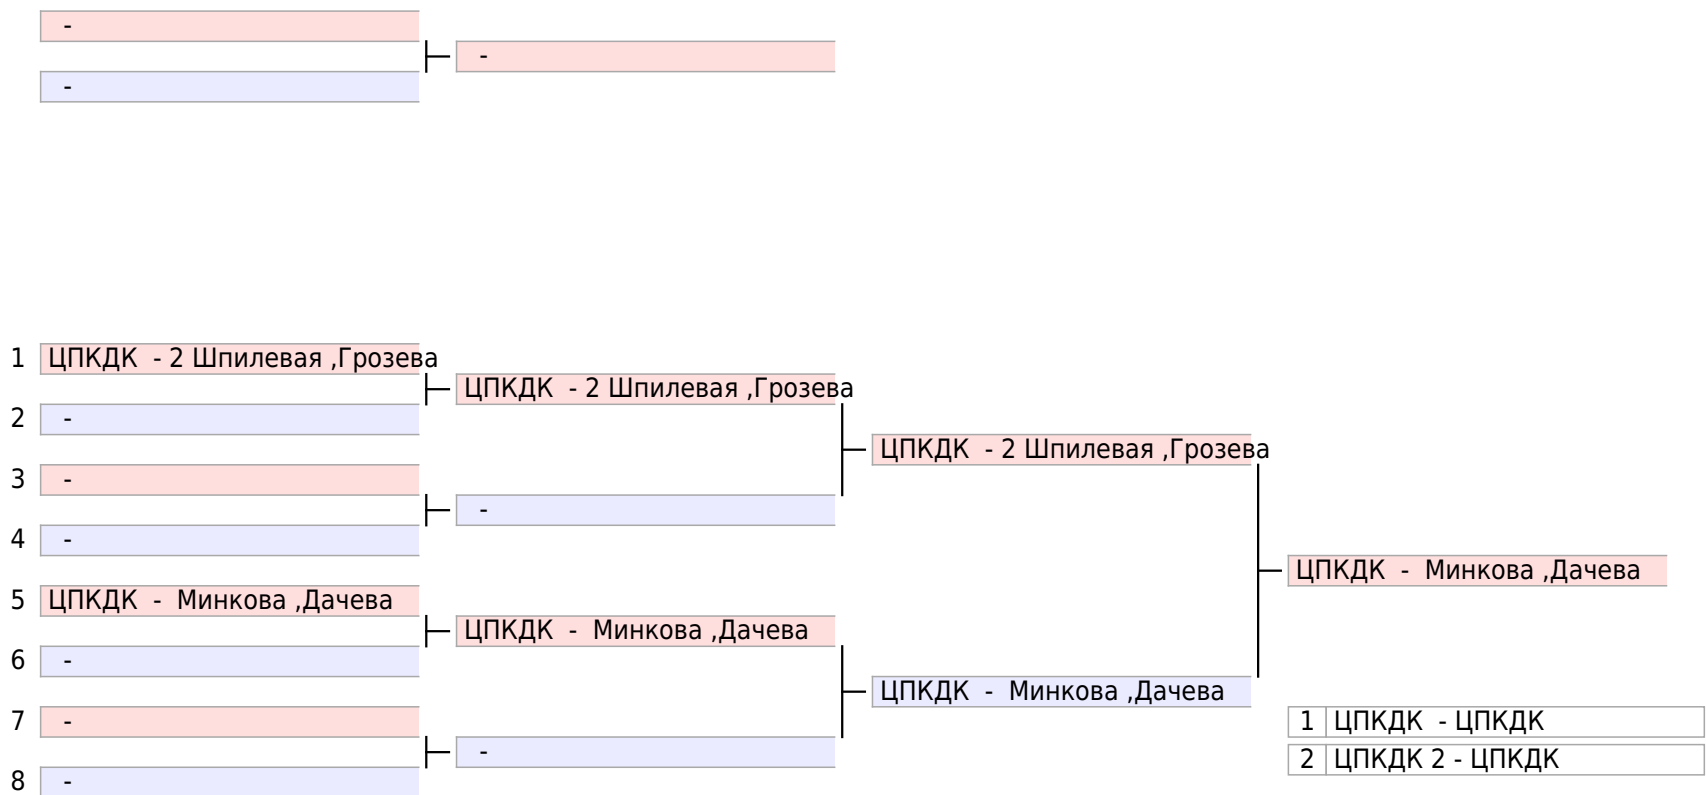 -
-
-
1 ЦПКДК - 2 Шпилевая ,Грозева
ЦПКДК - 2 Шпилевая ,Грозева
2 -
ЦПКДК - 2 Шпилевая ,Грозева
3 -
-
4 -
ЦПКДК - Минкова ,Дачева
5 ЦПКДК - Минкова ,Дачева
ЦПКДК - Минкова ,Дачева
6 -
ЦПКДК - Минкова ,Дачева
7 -
1 ЦПКДК - ЦПКДК
-
2 ЦПКДК 2 - ЦПКДК
8 -